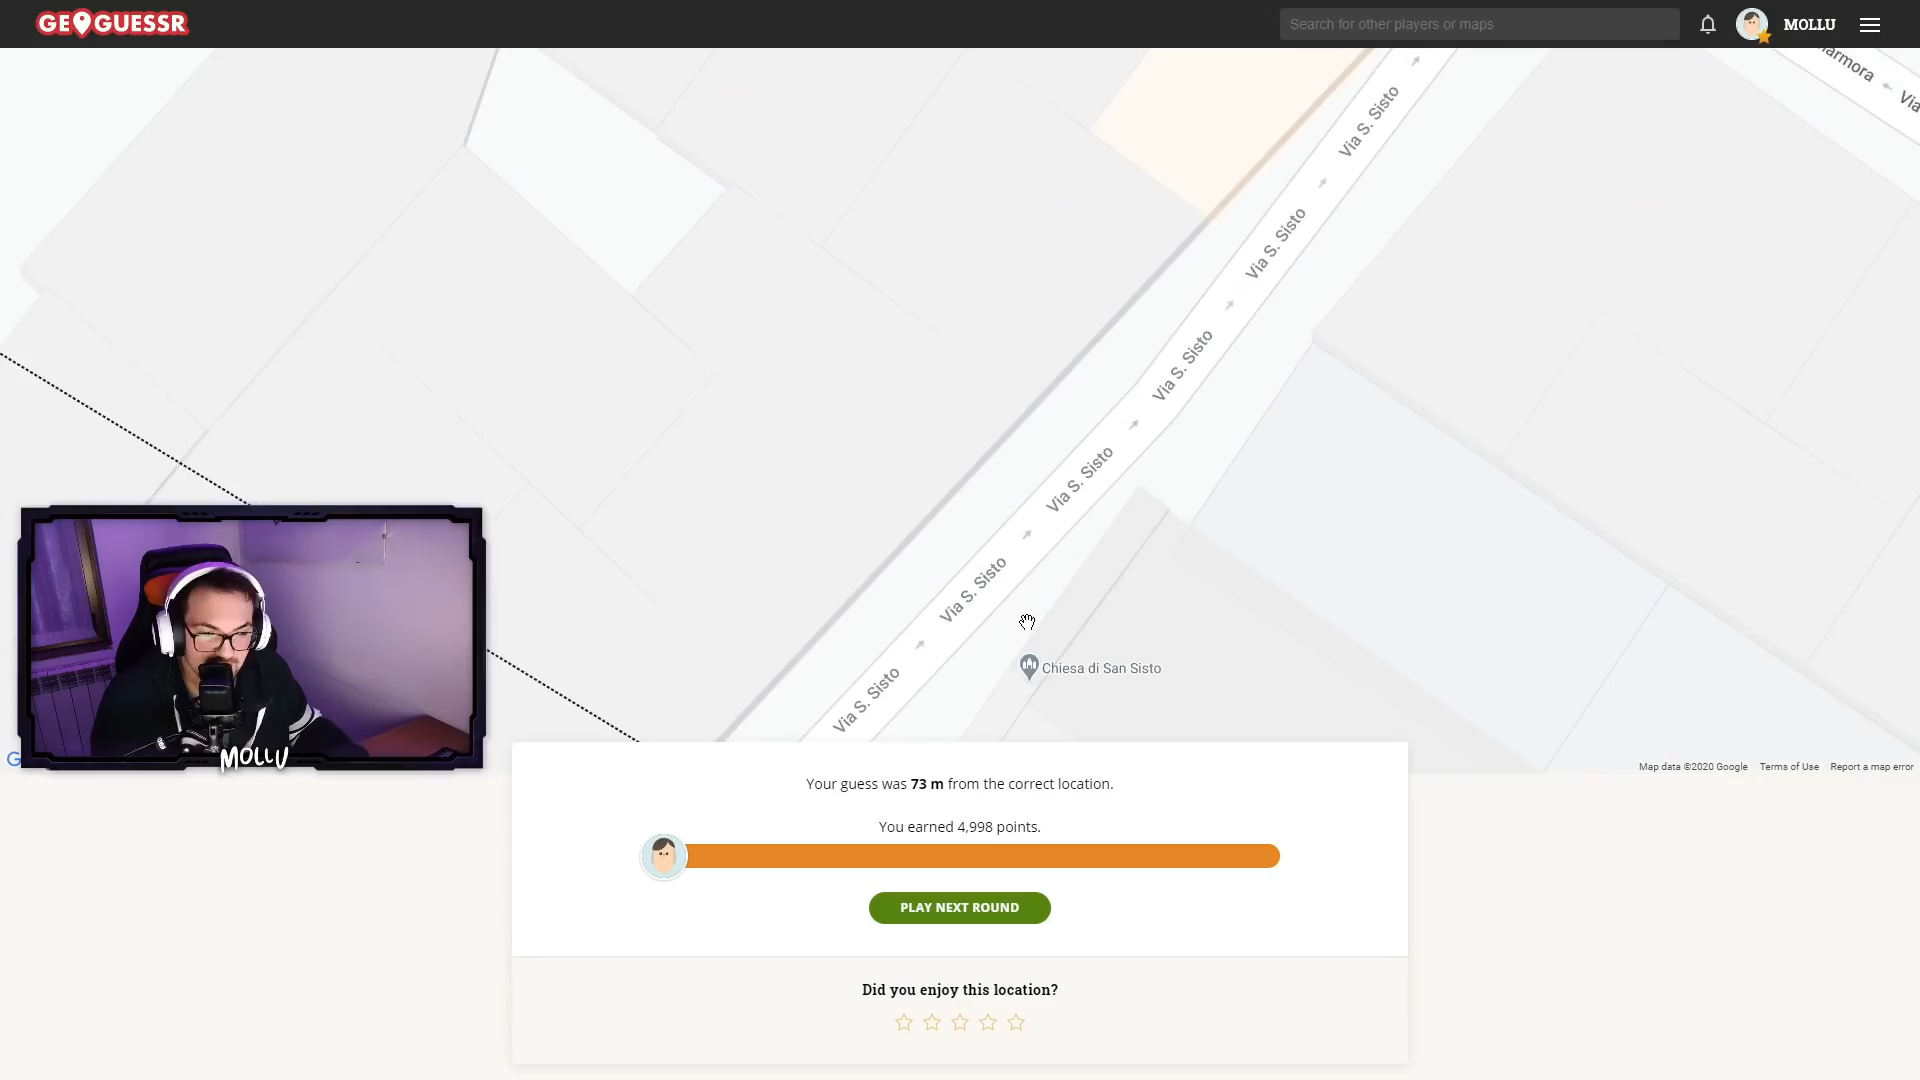 GEOGUESSR
Search for other players or maps
MOLLU
armora
Via
Via S. Sisto
Via S. Sisto
Via S. Sisto
Via S. Sisto
Via S. Sisto
Via S. Sisto
Chiesa di San Sisto
MOLLU
G
Map data ©2020 Google
Terms of Use
Report a map error
Your guess was 73 m from the correct location.
You earned 4,998 points.
PLAY NEXT ROUND
Did you enjoy this location?